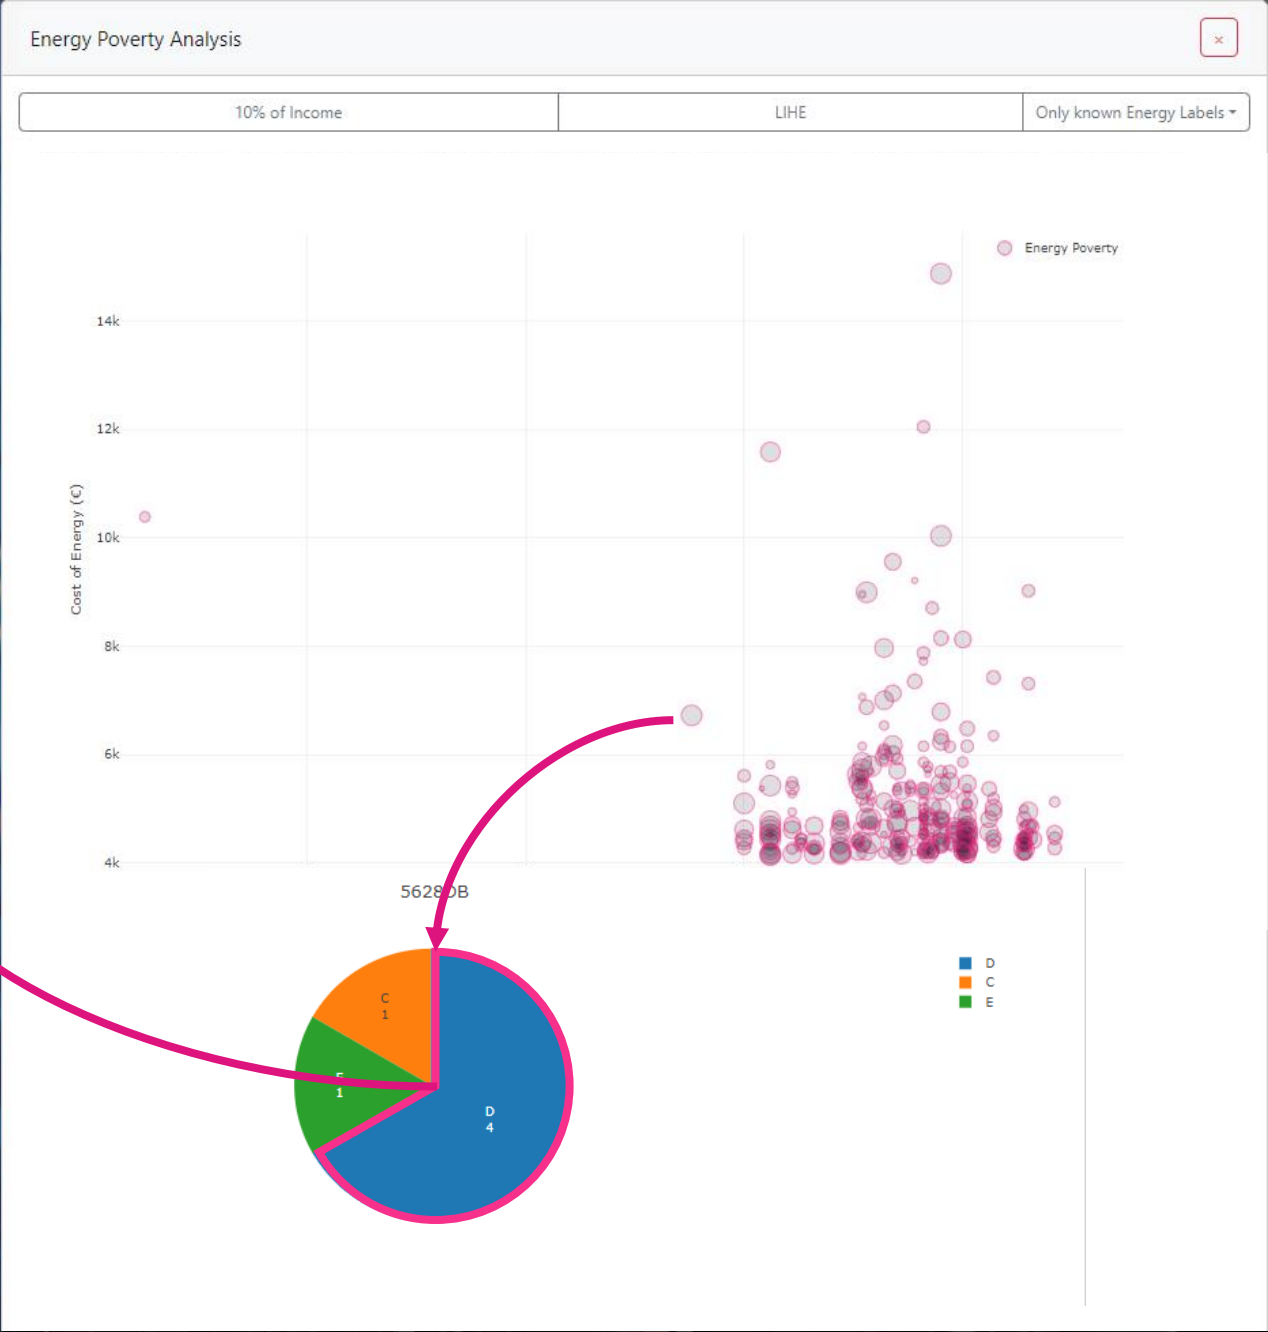 Energy Poverty Analysis
×
10% of Income
LIHE
Only known Energy Labels
Energy Poverty
14k
12k
10k
8k
6k
4k
Cost of Energy (€)
5628DB
D
C
E
C
1
1
D
4